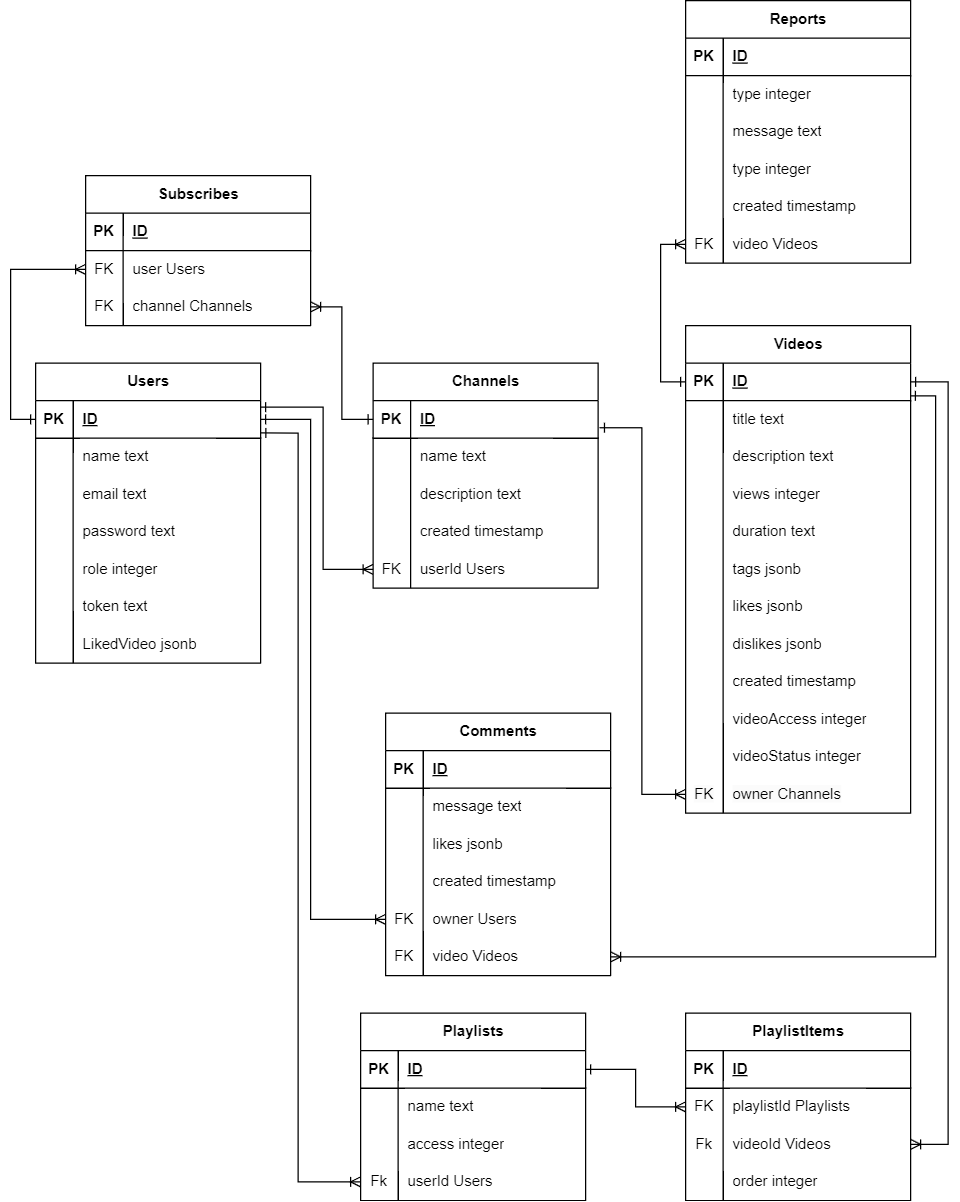 Reports
PK ID
type integer
message text
type integer
created timestamp
FK video Videos
Subscribes
PK ID
FK user Users
FK channel Channels
Users
PK ID
name text
email text
password text
role integer
token text
LikedVideo jsonb
Channels
PK ID
name text
description text
created timestamp
FK userId Users
Videos
PK ID
title text
description text
views integer
duration text
tags jsonb
likes jsonb
dislikes jsonb
created timestamp
videoAccess integer
videoStatus integer
FK owner Channels
Comments
PK ID
message text
likes jsonb
created timestamp
FK owner Users
FK video Videos
Playlists
PK ID
name text
access integer
Fk userId Users
PlaylistItems
PK ID
FK playlistId Playlists
Fk videoId Videos
order integer